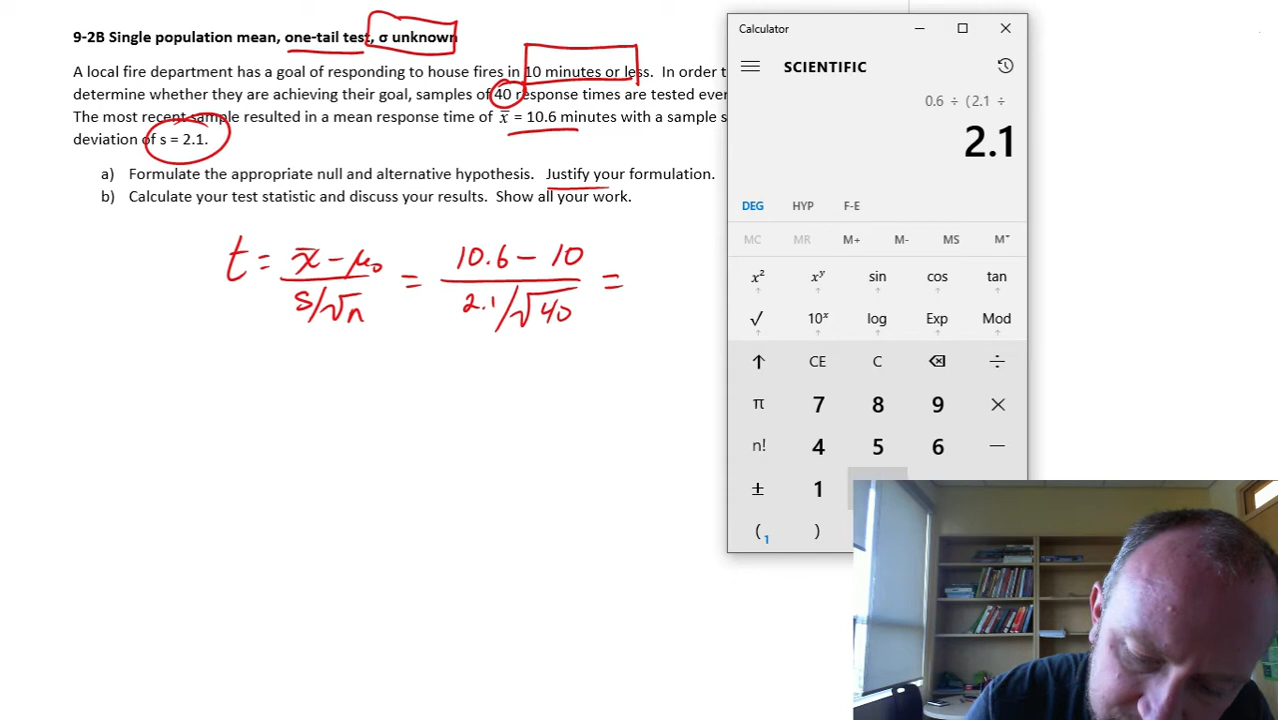 9-2B Single population mean, one-tail test, σ unknown
A local fire department has a goal of responding to house fires in 10 minutes or less. In order t
determine whether they are achieving their goal, samples of 40 response times are tested ever
The most recent sample resulted in a mean response time of x̄ = 10.6 minutes with a sample s
deviation of s = 2.1.
a) Formulate the appropriate null and alternative hypothesis. Justify your formulation.
b) Calculate your test statistic and discuss your results. Show all your work.
t = x̄ - μ₀ / s/√n = 10.6 - 10 / 2.1/√40 =
Calculator
SCIENTIFIC
0.6 ÷ (2.1 ÷
2.1
DEG HYP F-E
MC MR M+ M- MS Mˇ
x² xʸ sin cos tan
√ 10ˣ log Exp Mod
↑ CE C ⌫ ÷
π 7 8 9 ×
n! 4 5 6 —
± 1
(₁ )